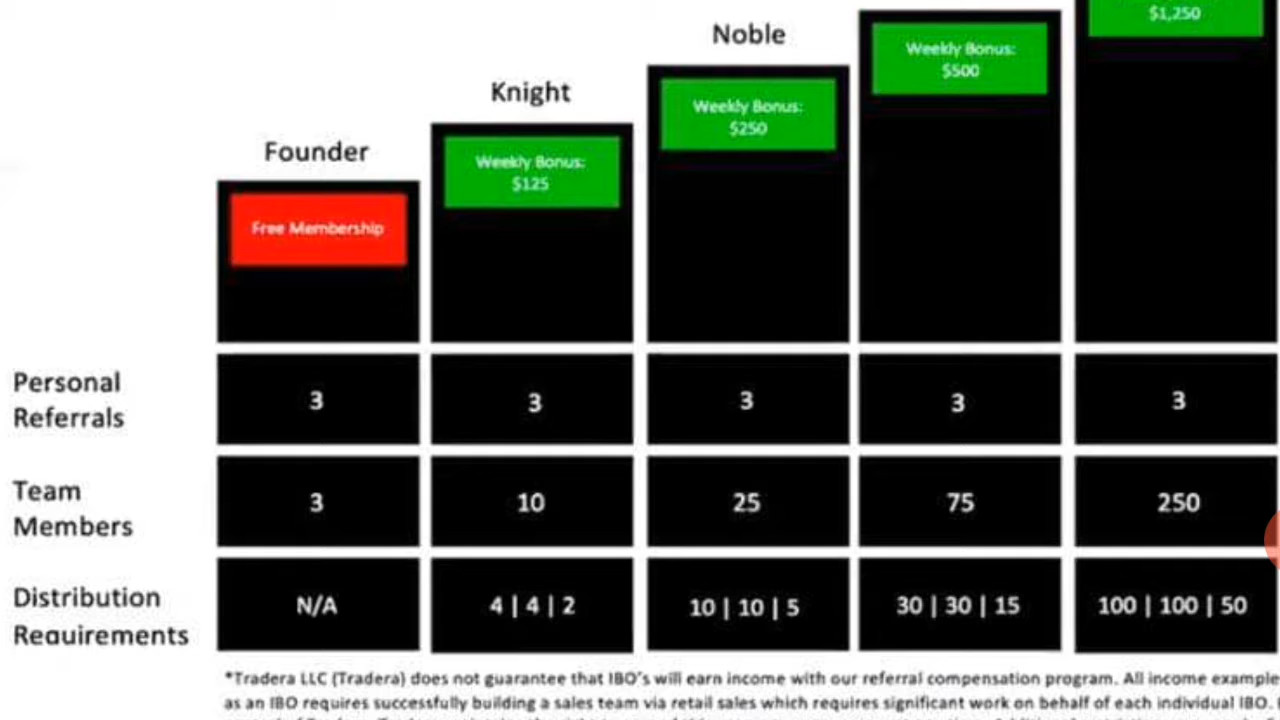 $1,250
Noble
Weekly Bonus:
$500
Knight
Weekly Bonus:
$250
Founder
Weekly Bonus:
$125
Free Membership
Personal
Referrals
3 3 3 3 3
Team
Members
3 10 25 75 250
Distribution
Requirements
N/A 4 | 4 | 2 10 | 10 | 5 30 | 30 | 15 100 | 100 | 50
*Tradera LLC (Tradera) does not guarantee that IBO's will earn income with our referral compensation program. All income example
as an IBO requires successfully building a sales team via retail sales which requires significant work on behalf of each individual IBO.